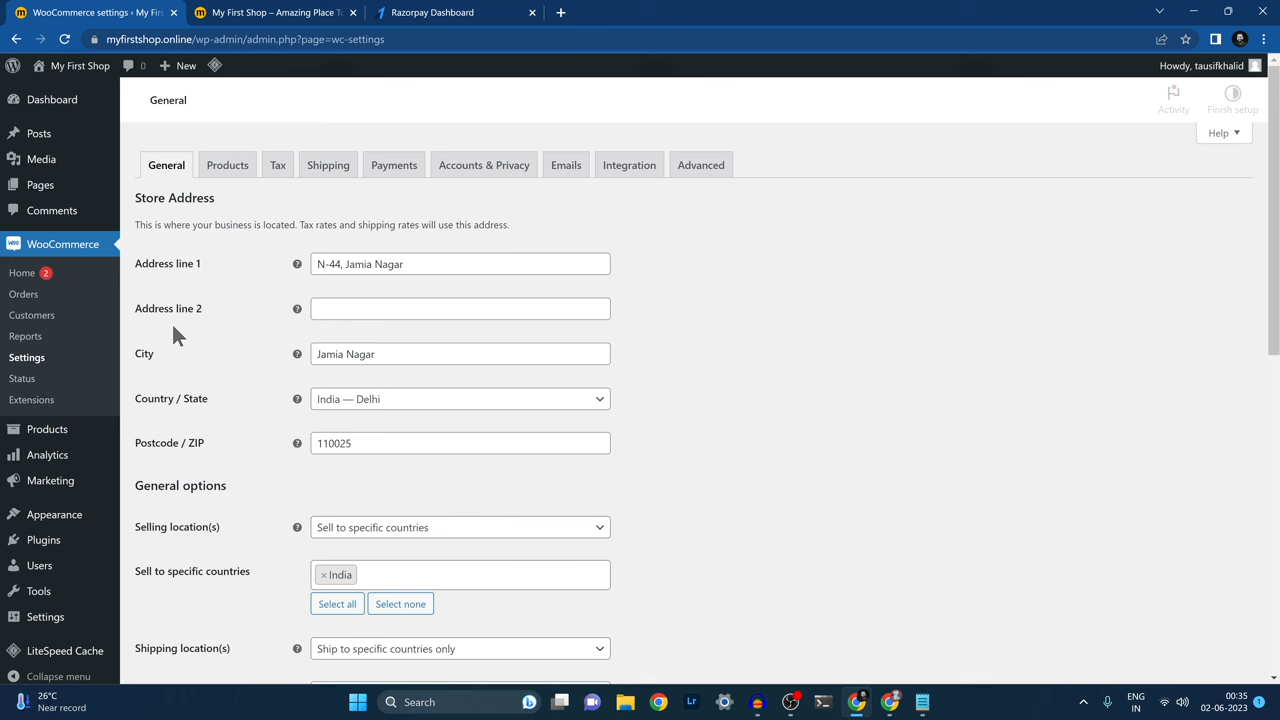 WooCommerce settings ‹ My First
My First Shop – Amazing Place T
Razorpay Dashboard
myfirstshop.online/wp-admin/admin.php?page=wc-settings
My First Shop
0
New
Howdy, tausifkhalid
Dashboard
Posts
Media
Pages
Comments
WooCommerce
Home 2
Orders
Customers
Reports
Settings
Status
Extensions
Products
Analytics
Marketing
Appearance
Plugins
Users
Tools
Settings
LiteSpeed Cache
Collapse menu
General
Activity
Finish setup
Help
General
Products
Tax
Shipping
Payments
Accounts & Privacy
Emails
Integration
Advanced
Store Address
This is where your business is located. Tax rates and shipping rates will use this address.
Address line 1
N-44, Jamia Nagar
Address line 2
City
Jamia Nagar
Country / State
India — Delhi
Postcode / ZIP
110025
General options
Selling location(s)
Sell to specific countries
Sell to specific countries
× India
Select all
Select none
Shipping location(s)
Ship to specific countries only
26°C
Near record
Search
Lr
ENG
IN
00:35
02-06-2023